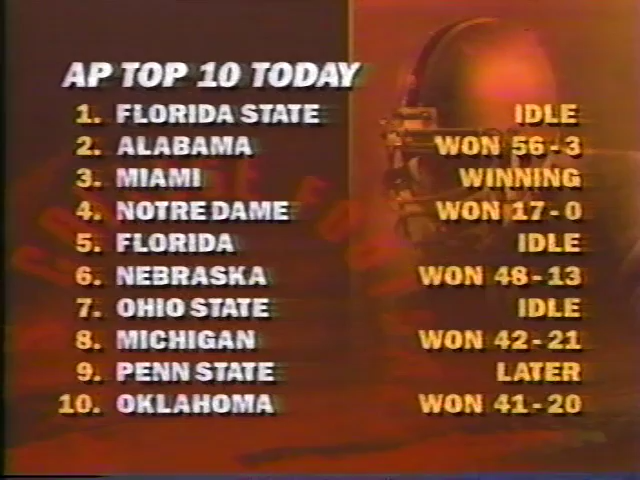 AP TOP 10 TODAY
1. FLORIDA STATE IDLE
2. ALABAMA WON 56-3
3. MIAMI WINNING
4. NOTRE DAME WON 17-0
5. FLORIDA IDLE
6. NEBRASKA WON 48-13
7. OHIO STATE IDLE
8. MICHIGAN WON 42-21
9. PENN STATE LATER
10. OKLAHOMA WON 41-20